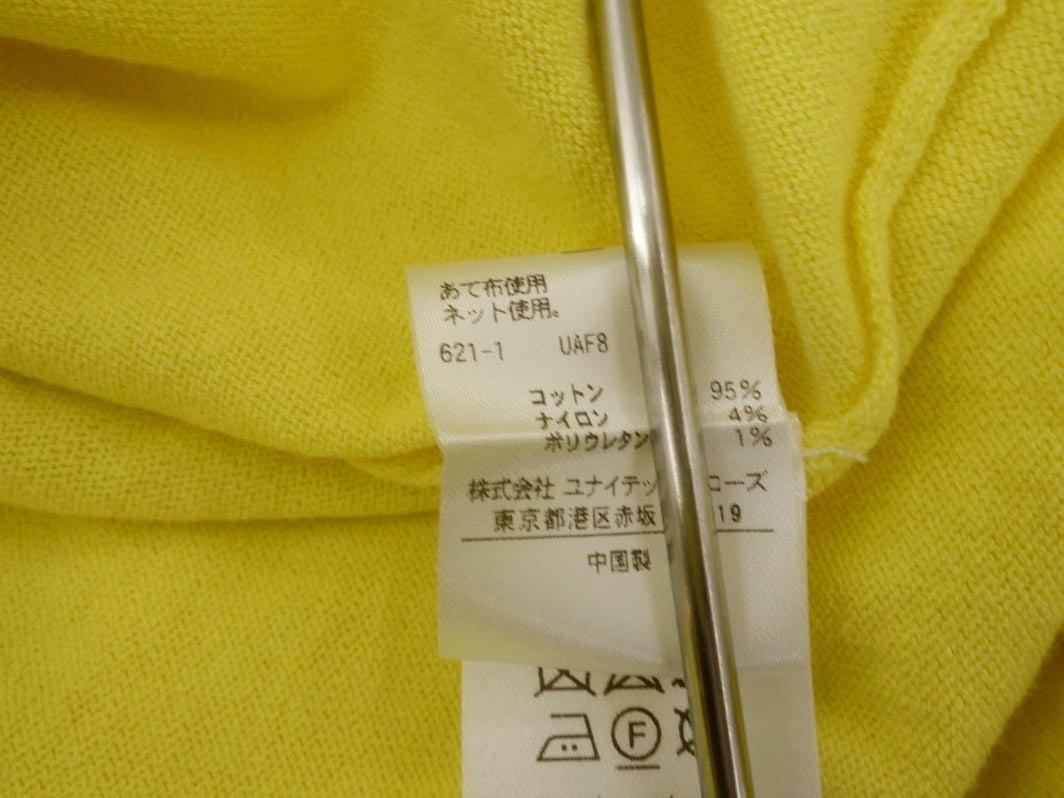 あて布使用
ネット使用。
621-1 UAF8
コットン 95%
ナイロン 4%
ポリウレタン 1%
株式会社 ユナイテッ ローズ
東京都港区赤坂 19
中国製
F